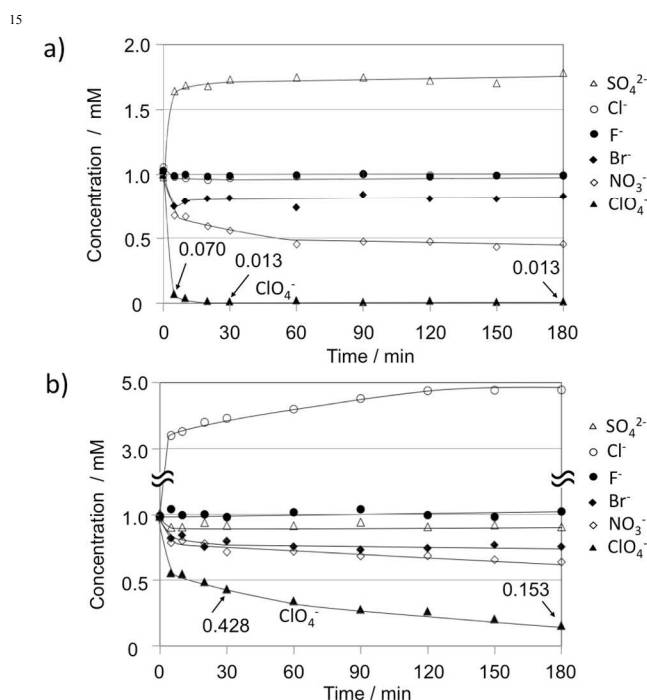 15
a)
2.0
1.5
1.0
0.5
0
Concentration / mM
0.070
0.013
ClO₄⁻
0.013
0 30 60 90 120 150 180
Time / min
△ SO₄²⁻
○ Cl⁻
● F⁻
◆ Br⁻
◇ NO₃⁻
▲ ClO₄⁻
b)
5.0
3.0
1.0
0.5
0.0
Concentration / mM
0.428
ClO₄⁻
0.153
0 30 60 90 120 150 180
Time / min
△ SO₄²⁻
○ Cl⁻
● F⁻
◆ Br⁻
◇ NO₃⁻
▲ ClO₄⁻